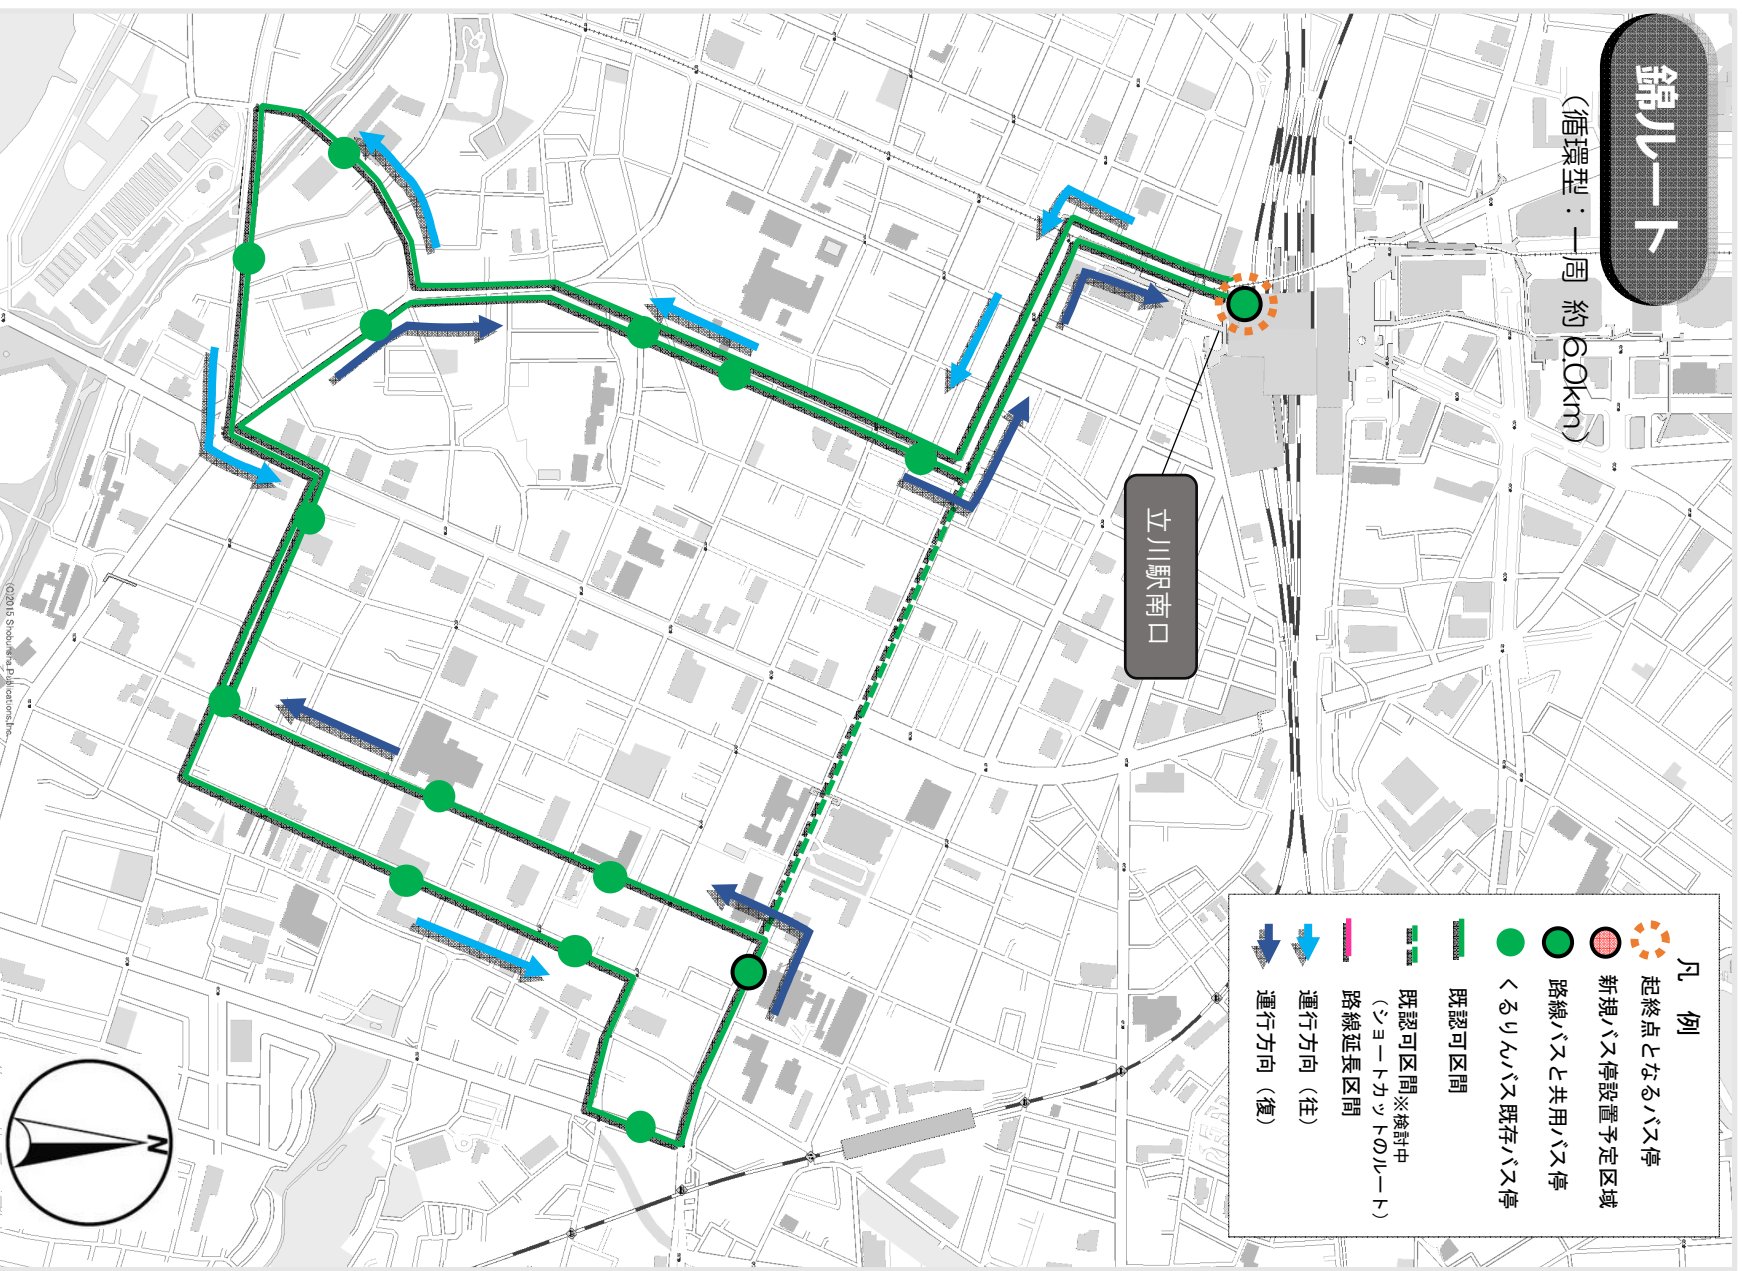 錦ルート
（循環型：一周 約6.0km）
立川駅南口
凡 例
起終点となるバス停
新規バス停設置予定区域
路線バスと共用バス停
くるりんバス既存バス停
既認可区間
既認可区間※検討中
（ショートカットのルート）
路線延長区間
運行方向（往）
運行方向（復）
N
(C)2015 Shobunsha Publications,Inc.